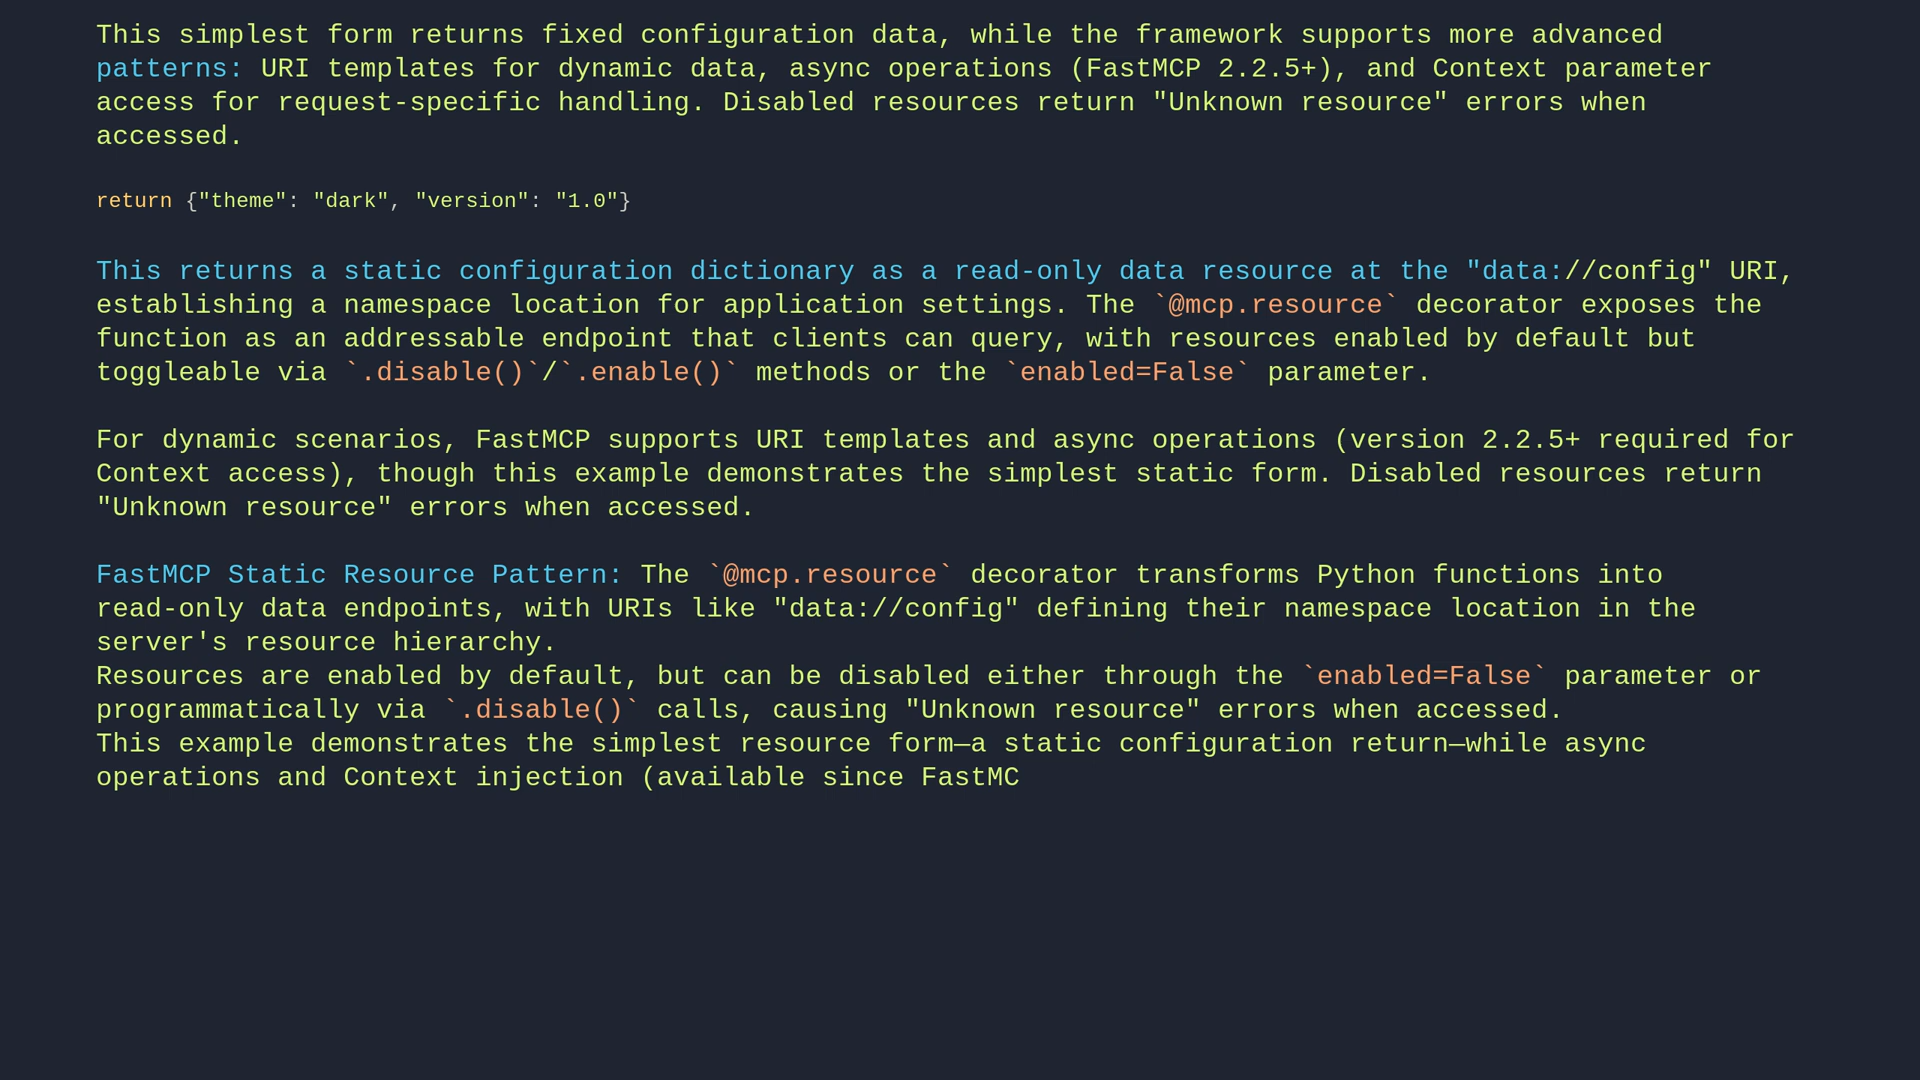 This simplest form returns fixed configuration data, while the framework supports more advanced
patterns: URI templates for dynamic data, async operations (FastMCP 2.2.5+), and Context parameter
access for request-specific handling. Disabled resources return "Unknown resource" errors when
accessed.
return {"theme": "dark", "version": "1.0"}
This returns a static configuration dictionary as a read-only data resource at the "data://config" URI,
establishing a namespace location for application settings. The `@mcp.resource` decorator exposes the
function as an addressable endpoint that clients can query, with resources enabled by default but
toggleable via `.disable()`/`.enable()` methods or the `enabled=False` parameter.
For dynamic scenarios, FastMCP supports URI templates and async operations (version 2.2.5+ required for
Context access), though this example demonstrates the simplest static form. Disabled resources return
"Unknown resource" errors when accessed.
FastMCP Static Resource Pattern: The `@mcp.resource` decorator transforms Python functions into
read-only data endpoints, with URIs like "data://config" defining their namespace location in the
server's resource hierarchy.
Resources are enabled by default, but can be disabled either through the `enabled=False` parameter or
programmatically via `.disable()` calls, causing "Unknown resource" errors when accessed.
This example demonstrates the simplest resource form—a static configuration return—while async
operations and Context injection (available since FastMC